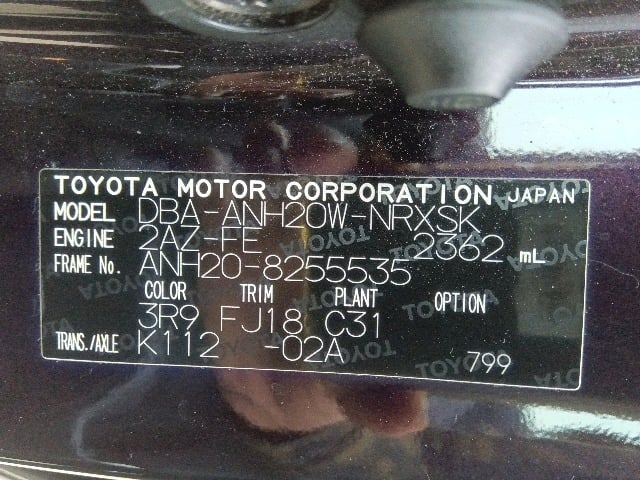 TOYOTA MOTOR CORPORATION JAPAN
MODEL DBA-ANH20W-NRXSK
ENGINE 2AZ-FE 2362 mL
FRAME No. ANH20-8255535
COLOR TRIM PLANT OPTION
3R9 FJ18 C31
TRANS./AXLE K112 -02A 799